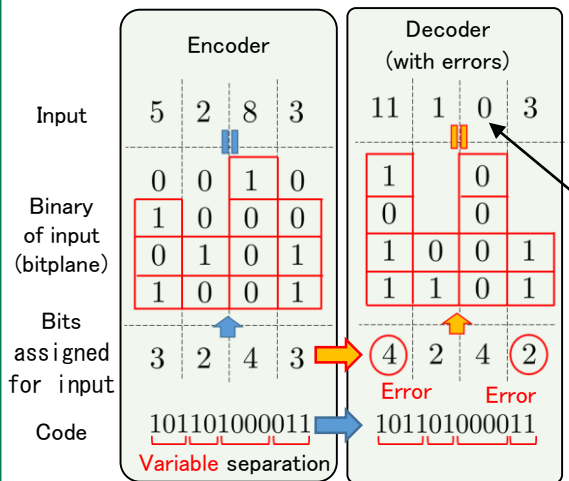 Encoder
Decoder
(with errors)
Input 5 2 8 3 11 1 0 3
0 0 1 0 1 0
Binary
of input
(bitplane)
1 0 0 0 0 0
0 1 0 1 1 0 0 1
1 0 0 1 1 1 0 1
Bits
assigned
for input
3 2 4 3 4 2 4 2
Error Error
Code 101101000011 101101000011
Variable separation